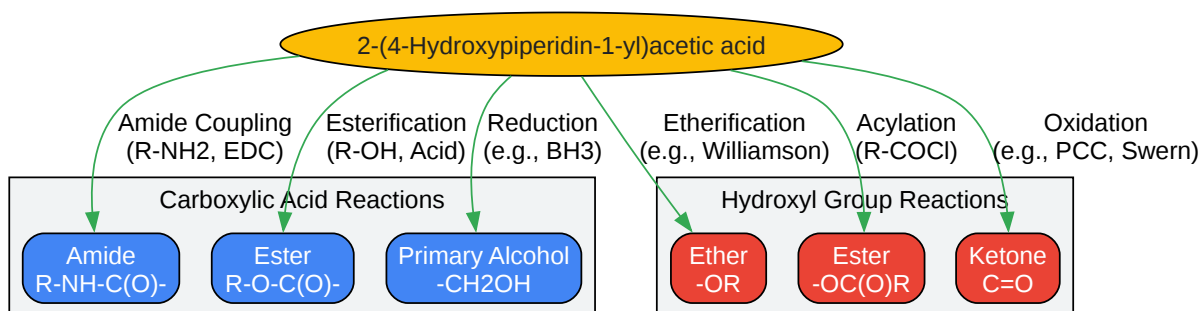 2-(4-Hydroxypiperidin-1-yl)acetic acid
Amide Coupling
(R-NH2, EDC)
Esterification
(R-OH, Acid)
Reduction
(e.g., BH3)
Etherification
(e.g., Williamson)
Acylation
(R-COCl)
Oxidation
(e.g., PCC, Swern)
Carboxylic Acid Reactions
Amide
R-NH-C(O)-
Ester
R-O-C(O)-
Primary Alcohol
-CH2OH
Hydroxyl Group Reactions
Ether
-OR
Ester
-OC(O)R
Ketone
C=O